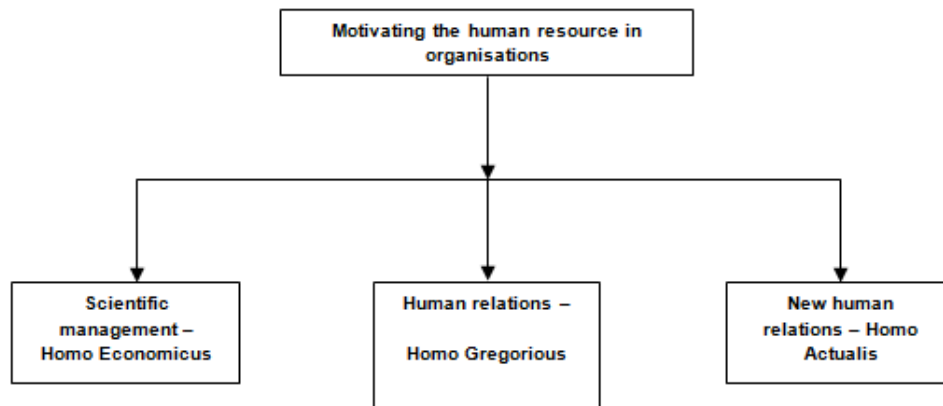 Motivating the human resource in
organisations
Scientific
management –
Homo Economicus
Human relations –
Homo Gregorious
New human
relations – Homo
Actualis